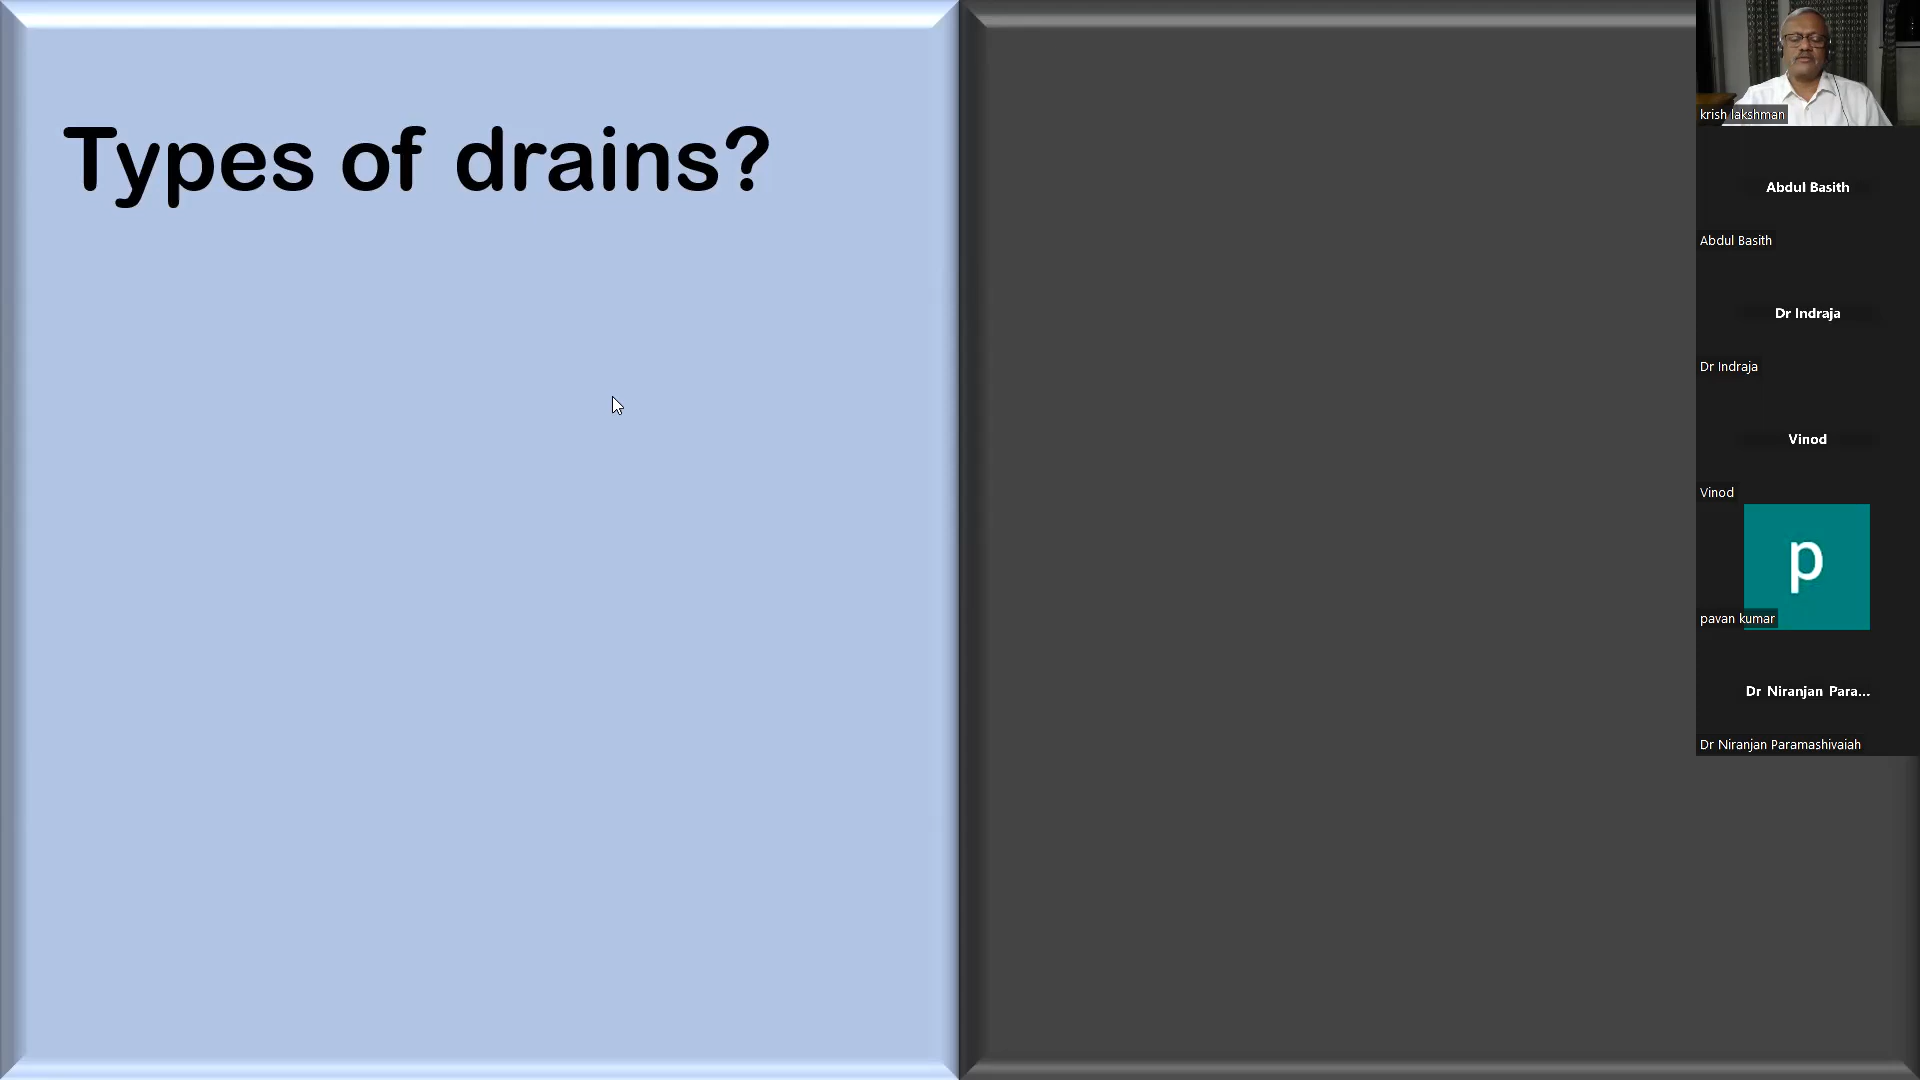 Types of drains?
krish lakshman
Abdul Basith
Abdul Basith
Dr Indraja
Dr Indraja
Vinod
Vinod
p
pavan kumar
Dr Niranjan Para...
Dr Niranjan Paramashivaiah